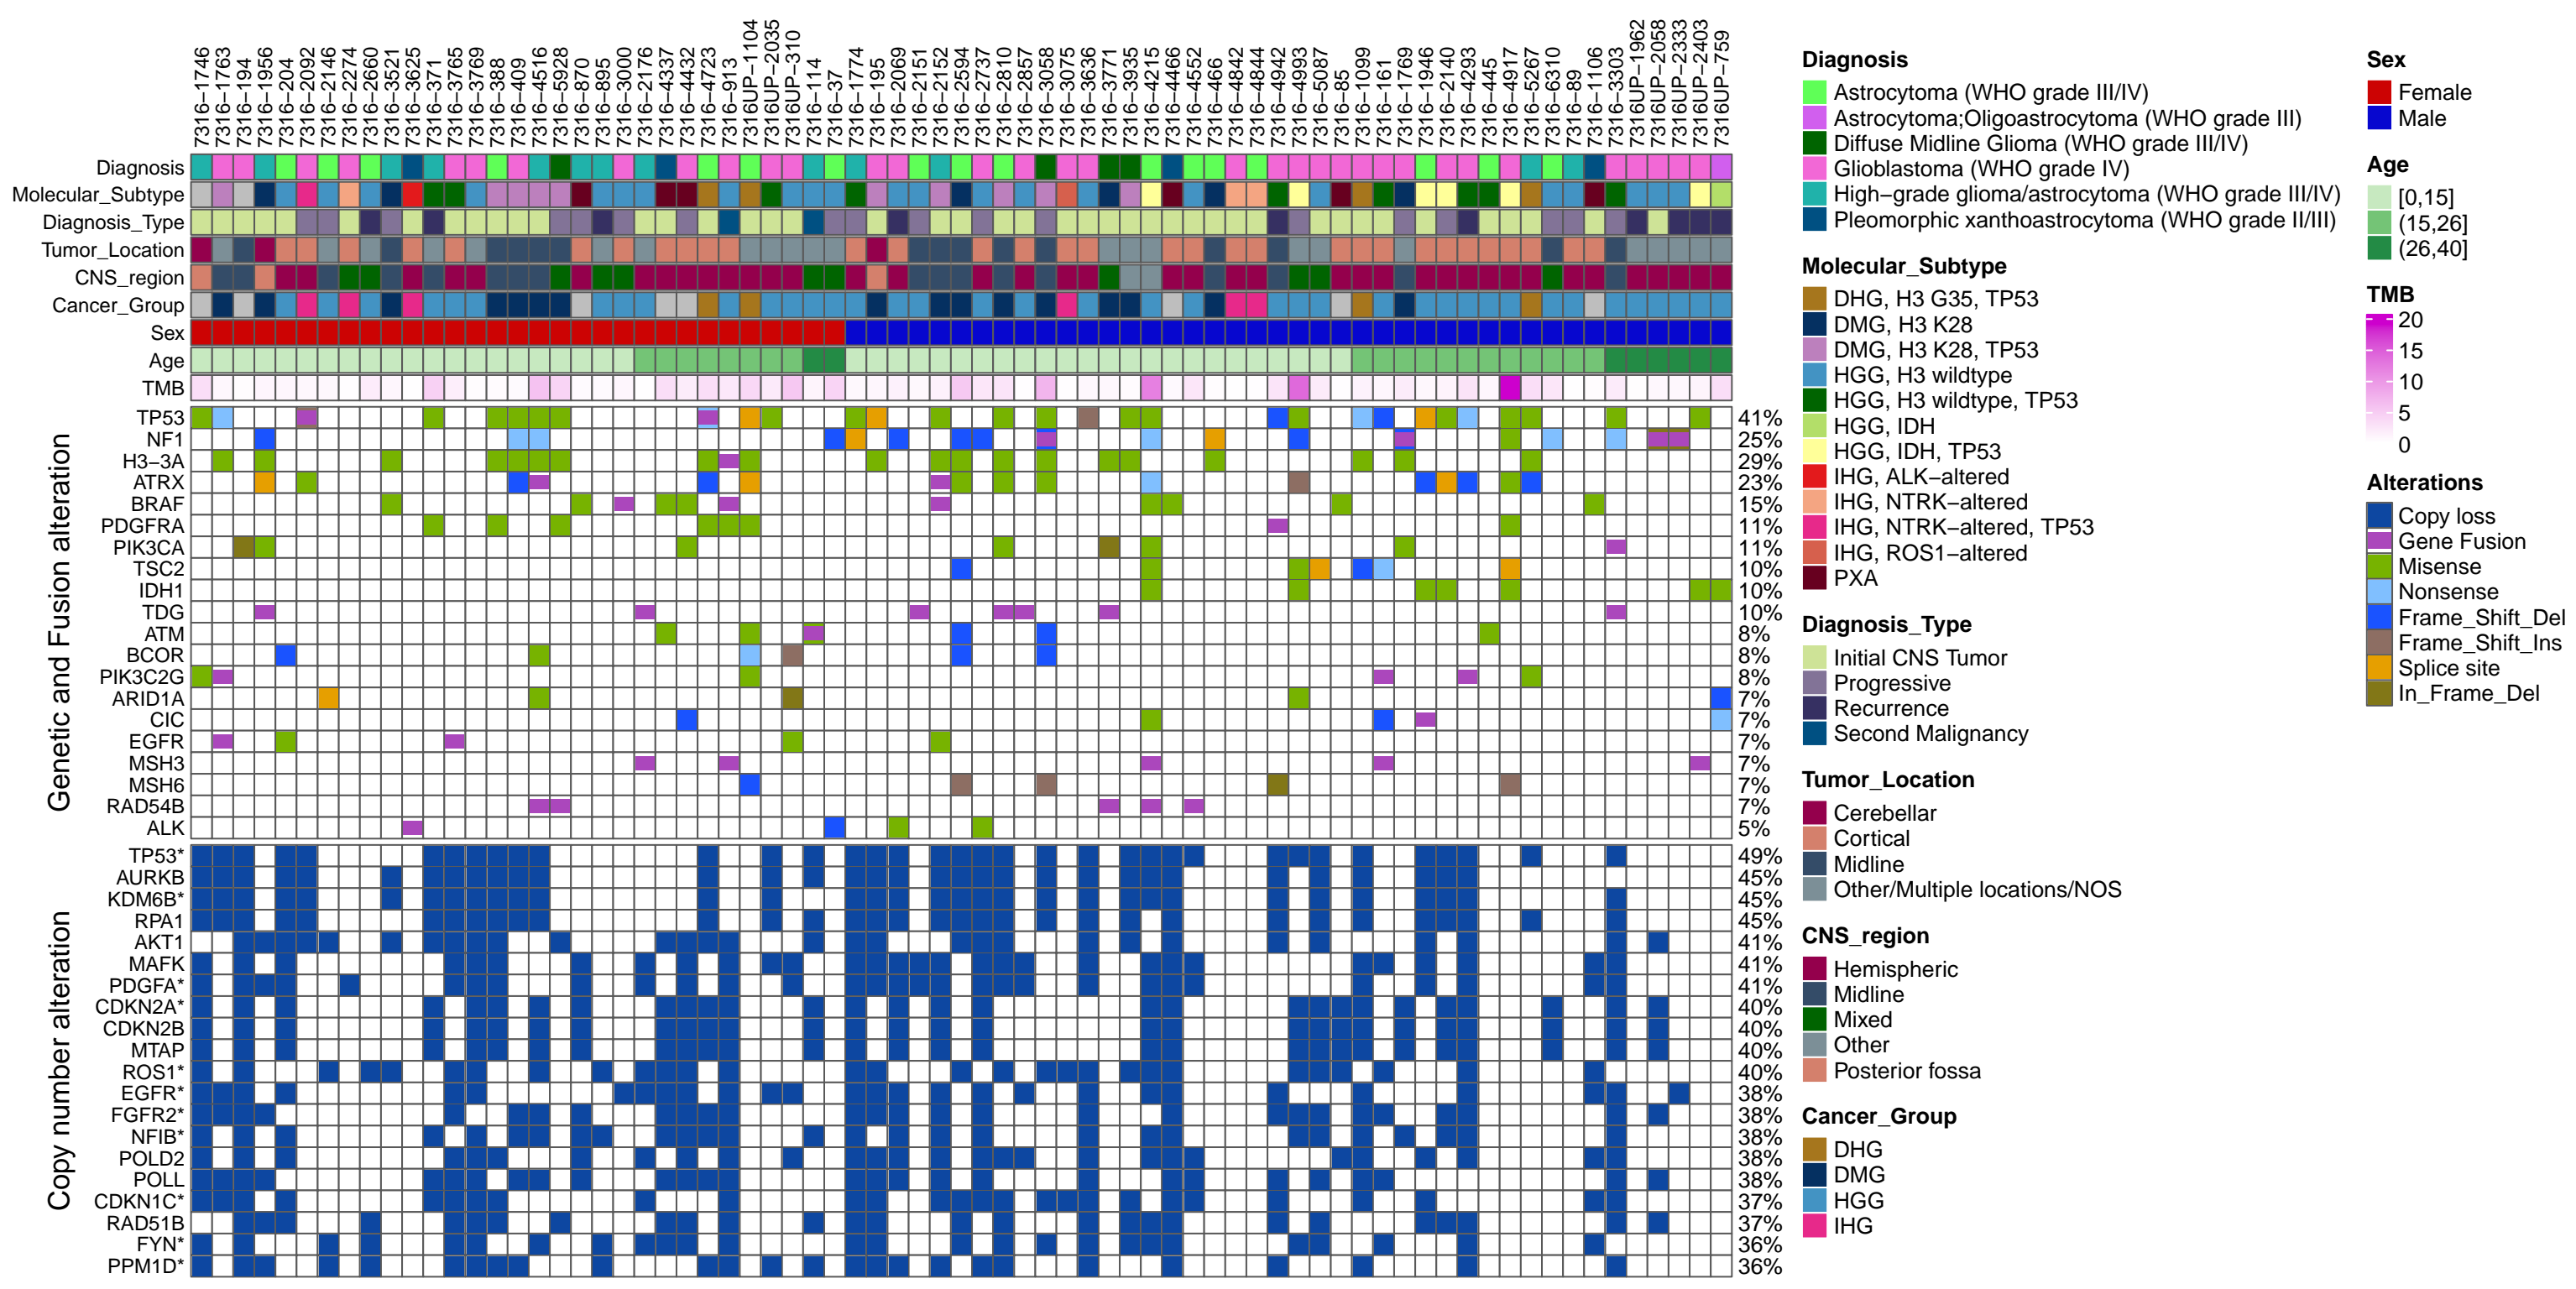 7316−1746
7316−1763
7316−194
7316−1956
7316−204
7316−2092
7316−2146
7316−2274
7316−2660
7316−3521
7316−3625
7316−371
7316−3765
7316−3769
7316−388
7316−409
7316−4516
7316−5928
7316−870
7316−895
7316−3000
7316−2176
7316−4337
7316−4432
7316−4723
7316−913
7316UP−1104
7316UP−2035
7316UP−310
7316−114
7316−37
7316−1774
7316−195
7316−2069
7316−2151
7316−2152
7316−2594
7316−2737
7316−2810
7316−2857
7316−3058
7316−3075
7316−3636
7316−3771
7316−3935
7316−4215
7316−4466
7316−4552
7316−466
7316−4842
7316−4844
7316−4942
7316−4993
7316−5087
7316−85
7316−1099
7316−161
7316−1769
7316−1946
7316−2140
7316−4293
7316−445
7316−4917
7316−5267
7316−6310
7316−89
7316−1106
7316−3303
7316UP−1962
7316UP−2058
7316UP−2333
7316UP−2403
7316UP−759
Diagnosis
Molecular_Subtype
Diagnosis_Type
Tumor_Location
CNS_region
Cancer_Group
Sex
Age
TMB
Genetic and Fusion alteration
TP53 41%
NF1 25%
H3−3A 29%
ATRX 23%
BRAF 15%
PDGFRA 11%
PIK3CA 11%
TSC2 10%
IDH1 10%
TDG 10%
ATM 8%
BCOR 8%
PIK3C2G 8%
ARID1A 7%
CIC 7%
EGFR 7%
MSH3 7%
MSH6 7%
RAD54B 7%
ALK 5%
Copy number alteration
TP53* 49%
AURKB 45%
KDM6B* 45%
RPA1 45%
AKT1 41%
MAFK 41%
PDGFA* 41%
CDKN2A* 40%
CDKN2B 40%
MTAP 40%
ROS1* 40%
EGFR* 38%
FGFR2* 38%
NFIB* 38%
POLD2 38%
POLL 38%
CDKN1C* 37%
RAD51B 37%
FYN* 36%
PPM1D* 36%
Diagnosis
Astrocytoma (WHO grade III/IV)
Astrocytoma;Oligoastrocytoma (WHO grade III)
Diffuse Midline Glioma (WHO grade III/IV)
Glioblastoma (WHO grade IV)
High−grade glioma/astrocytoma (WHO grade III/IV)
Pleomorphic xanthoastrocytoma (WHO grade II/III)
Molecular_Subtype
DHG, H3 G35, TP53
DMG, H3 K28
DMG, H3 K28, TP53
HGG, H3 wildtype
HGG, H3 wildtype, TP53
HGG, IDH
HGG, IDH, TP53
IHG, ALK−altered
IHG, NTRK−altered
IHG, NTRK−altered, TP53
IHG, ROS1−altered
PXA
Diagnosis_Type
Initial CNS Tumor
Progressive
Recurrence
Second Malignancy
Tumor_Location
Cerebellar
Cortical
Midline
Other/Multiple locations/NOS
CNS_region
Hemispheric
Midline
Mixed
Other
Posterior fossa
Cancer_Group
DHG
DMG
HGG
IHG
Sex
Female
Male
Age
[0,15]
(15,26]
(26,40]
TMB
20
15
10
5
0
Alterations
Copy loss
Gene Fusion
Misense
Nonsense
Frame_Shift_Del
Frame_Shift_Ins
Splice site
In_Frame_Del